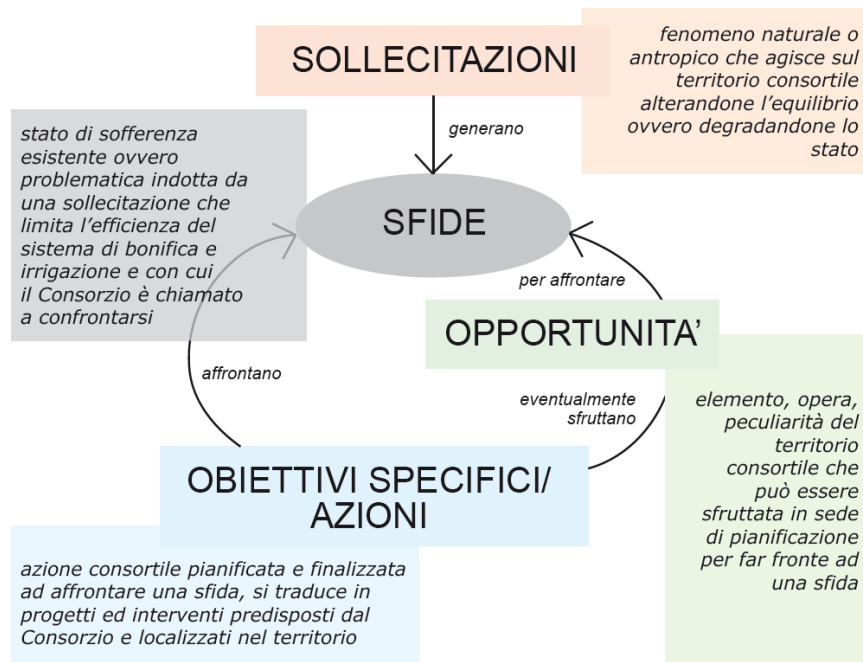 SOLLECITAZIONI
fenomeno naturale o
antropico che agisce sul
territorio consortile
alterandone l'equilibrio
ovvero degradandone lo
stato
generano
stato di sofferenza
esistente ovvero
problematica indotta da
una sollecitazione che
limita l'efficienza del
sistema di bonifica e
irrigazione e con cui
il Consorzio è chiamato
a confrontarsi
SFIDE
per affrontare
OPPORTUNITA'
affrontano
eventualmente
sfruttano
elemento, opera,
peculiarità del
territorio
consortile che
può essere
sfruttata in sede
di pianificazione
per far fronte ad
una sfida
OBIETTIVI SPECIFICI/
AZIONI
azione consortile pianificata e finalizzata
ad affrontare una sfida, si traduce in
progetti ed interventi predisposti dal
Consorzio e localizzati nel territorio